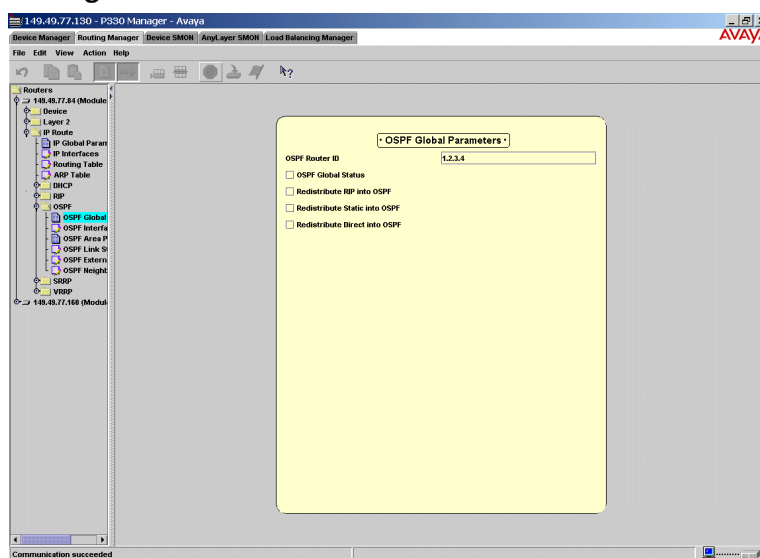 149.49.77.130 - P330 Manager - Avaya
Device Manager Routing Manager Device SMON AnyLayer SMON Load Balancing Manager
AVAYA
File Edit View Action Help
Routers
149.49.77.84 (Module
Device
Layer 2
IP Route
IP Global Param
IP Interfaces
Routing Table
ARP Table
DHCP
RIP
OSPF
OSPF Global
OSPF Interfa
OSPF Area P
OSPF Link St
OSPF Extern
OSPF Neight
SRRP
VRRP
149.49.77.160 (Modul
OSPF Global Parameters
OSPF Router ID 1.2.3.4
OSPF Global Status
Redistribute RIP into OSPF
Redistribute Static into OSPF
Redistribute Direct into OSPF
Communication succeeded